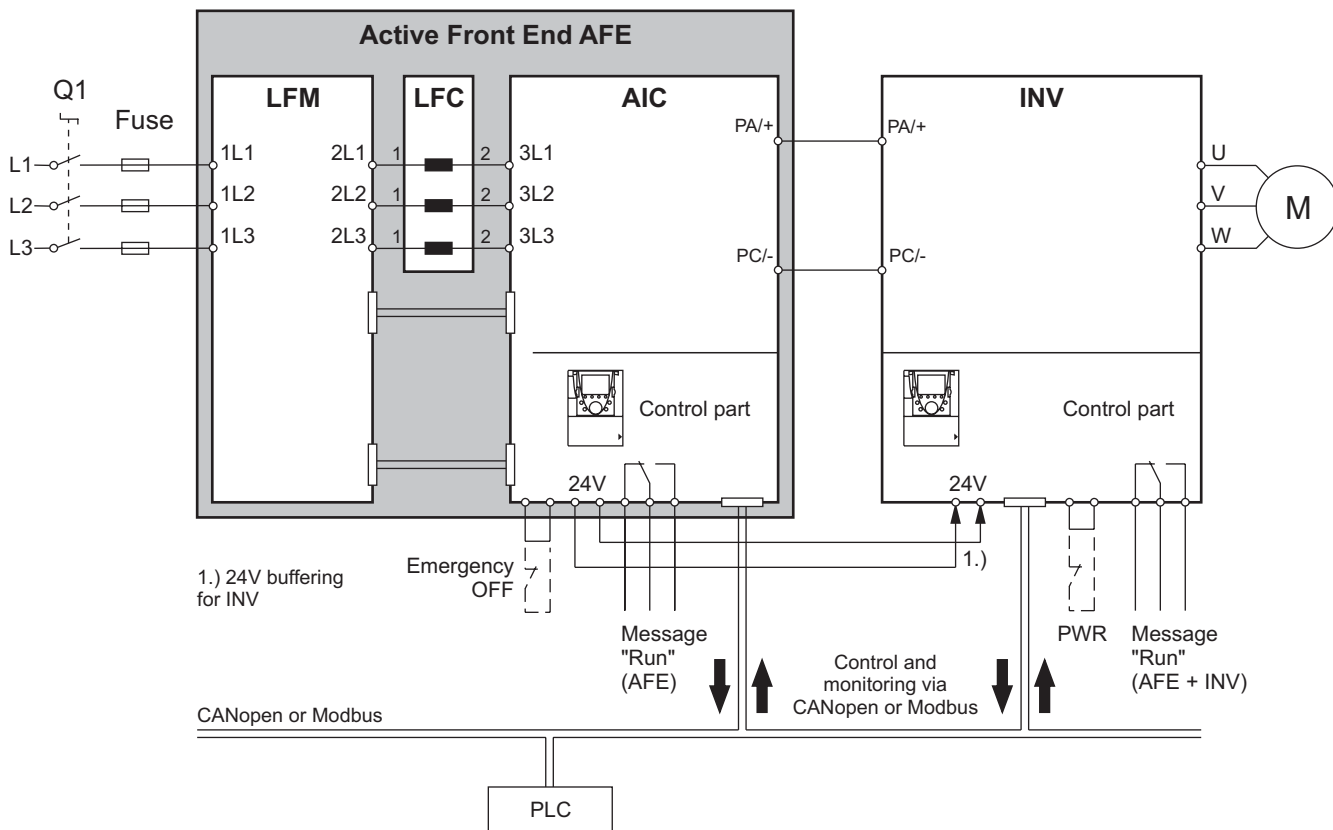 Active Front End AFE
Q1
Fuse
LFM
LFC
AIC
INV
PA/+
PA/+
L1
1L1
2L1
1
2
3L1
U
L2
1L2
2L2
1
2
3L2
V
M
L3
1L3
2L3
1
2
3L3
W
PC/-
PC/-
Control part
Control part
24V
24V
1.)
1.) 24V buffering
for INV
Emergency
OFF
Message
"Run"
(AFE)
Control and
monitoring via
CANopen or Modbus
PWR
Message
"Run"
(AFE + INV)
CANopen or Modbus
PLC